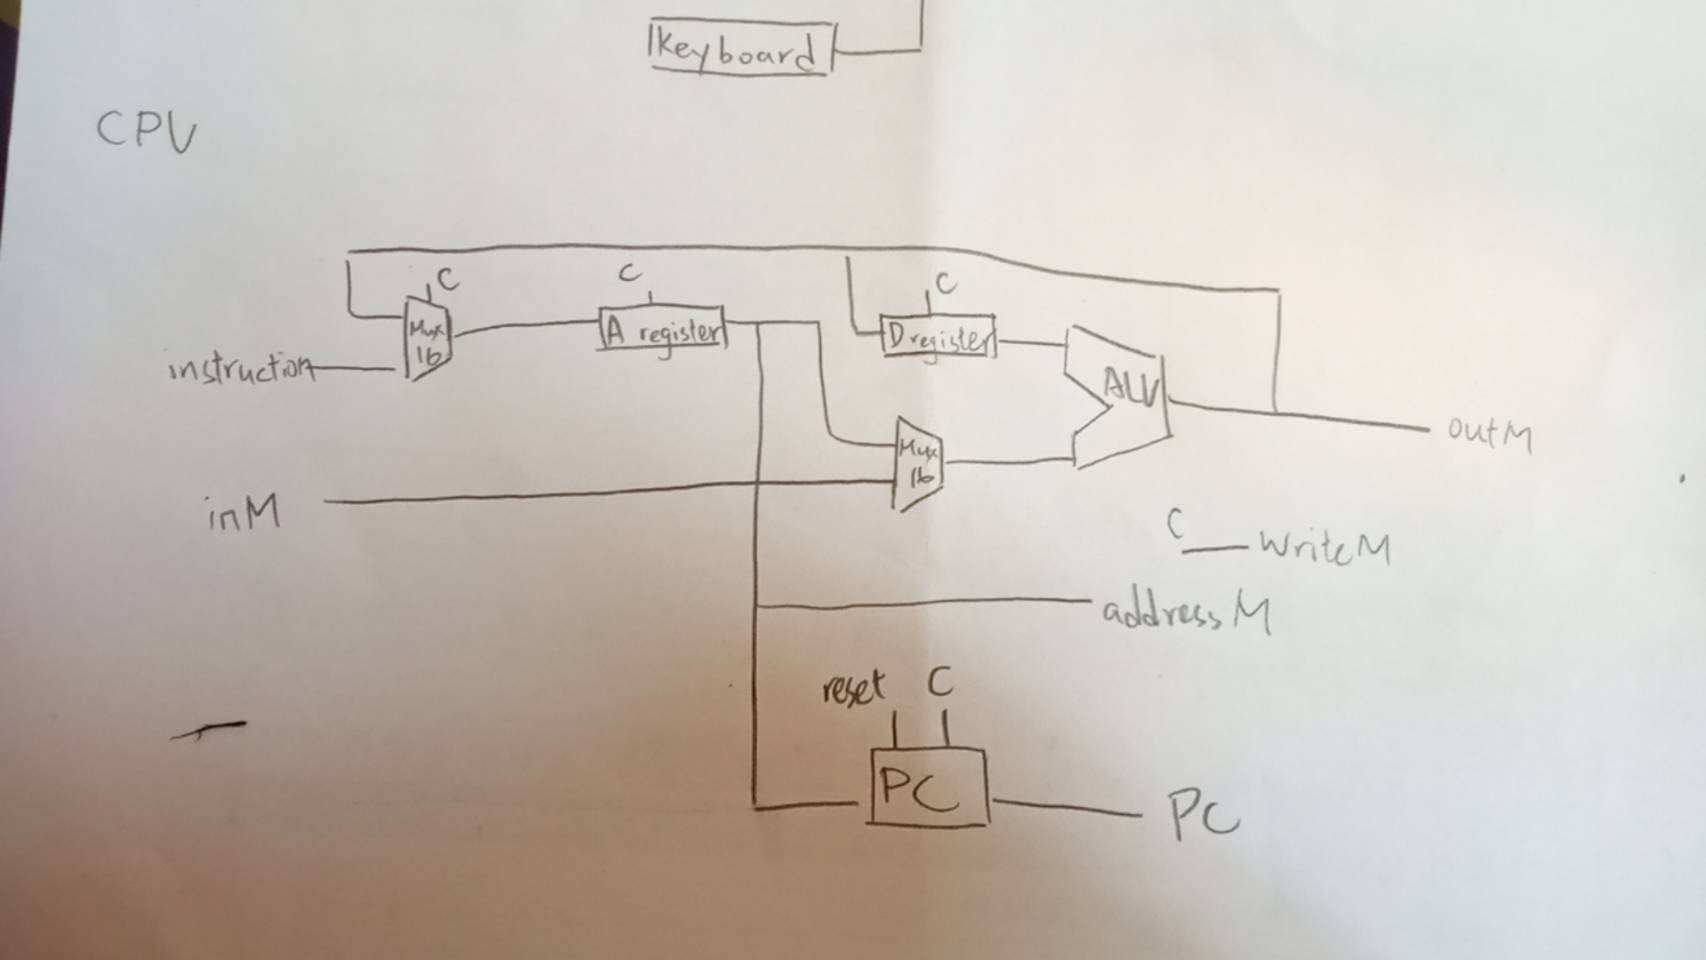 Keyboard
CPU
C
C
C
Mux
16
A register
D register
instruction
ALU
outM
Mux
16
inM
C
writeM
addressM
reset C
PC
PC